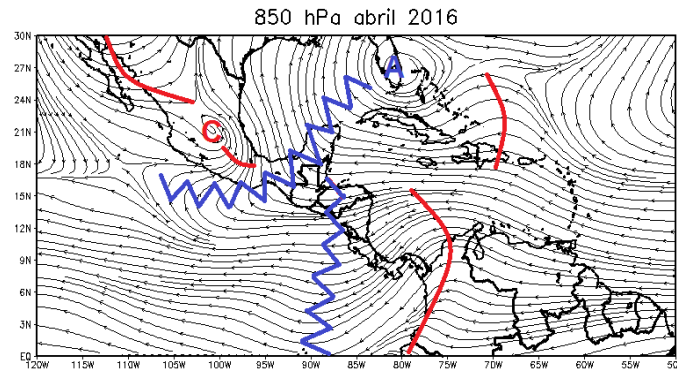 850 hPa abril 2016
30N
27N
24N
21N
18N
15N
12N
9N
6N
3N
EQ
A
C
120W 115W 110W 105W 100W 95W 90W 85W 80W 75W 70W 65W 60W 55W 50W